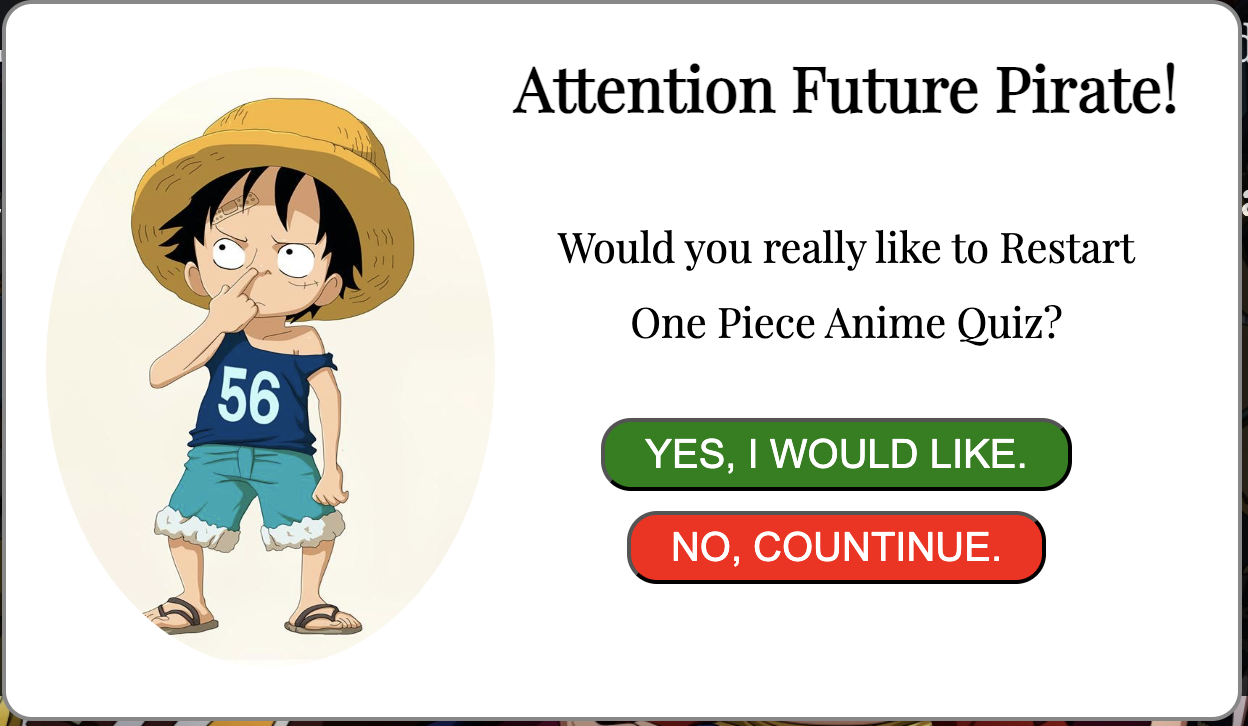 Attention Future Pirate!
Would you really like to Restart
One Piece Anime Quiz?
56
YES, I WOULD LIKE.
NO, COUNTINUE.